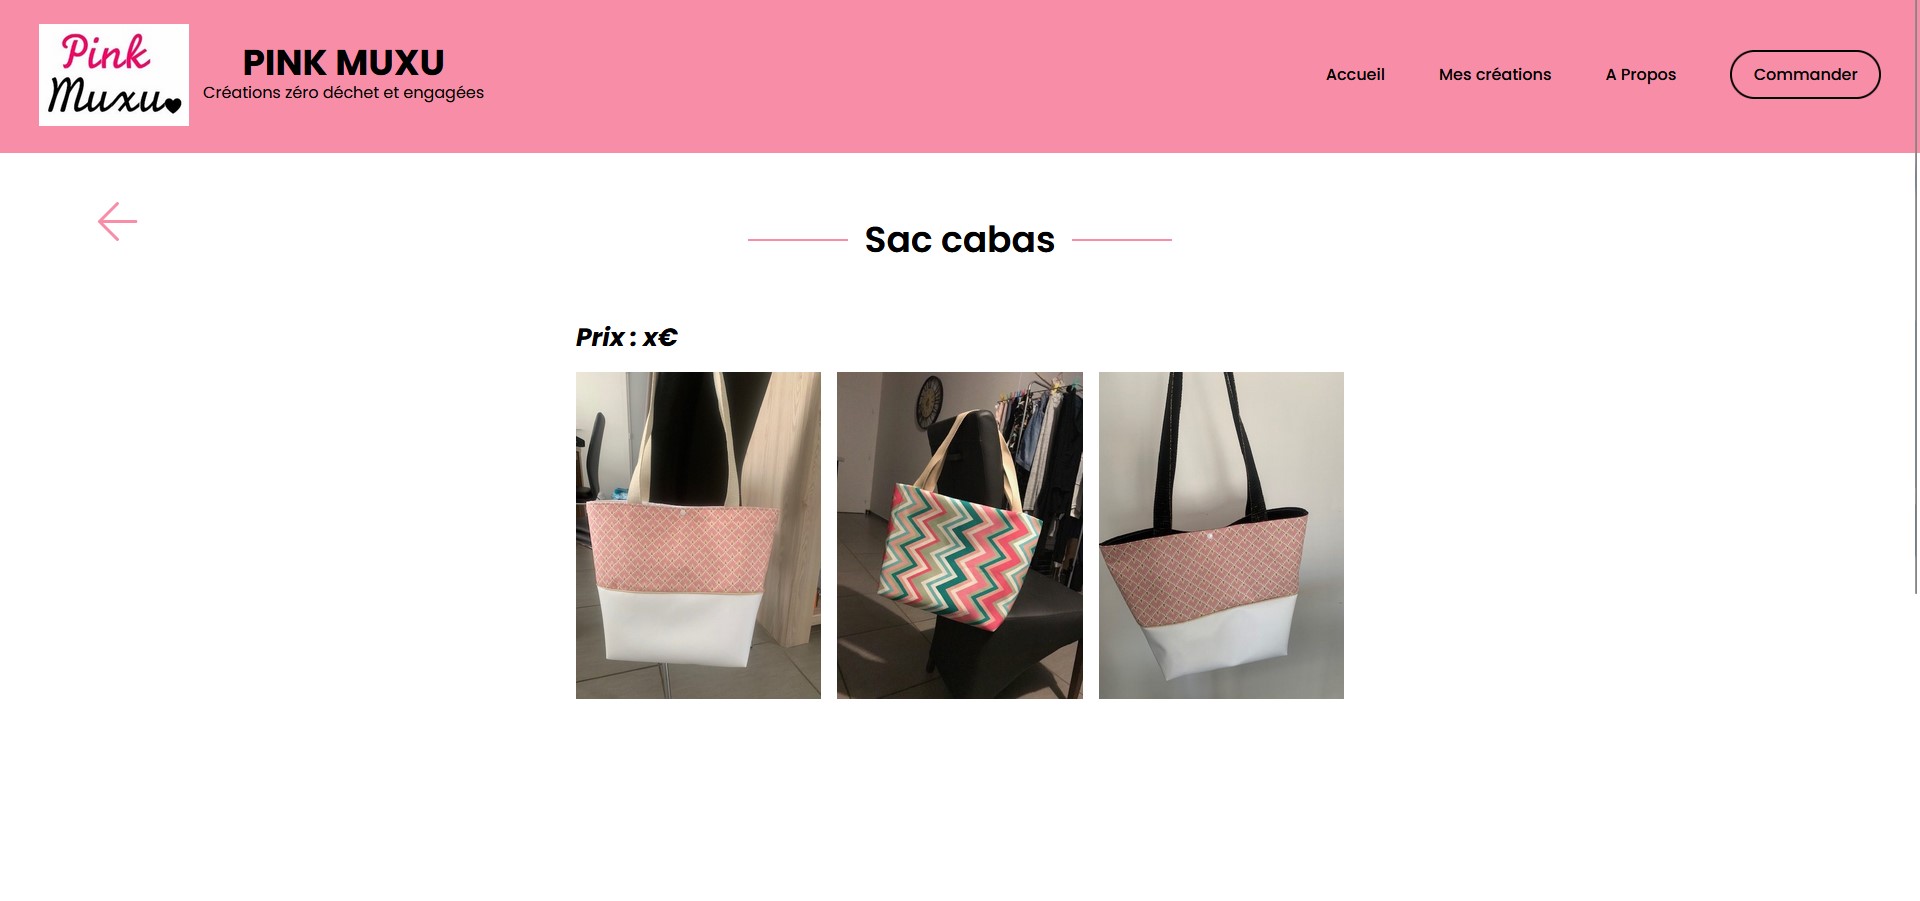 Pink
Muxu
PINK MUXU
Créations zéro déchet et engagées
Accueil
Mes créations
A Propos
Commander
Sac cabas
Prix : x€